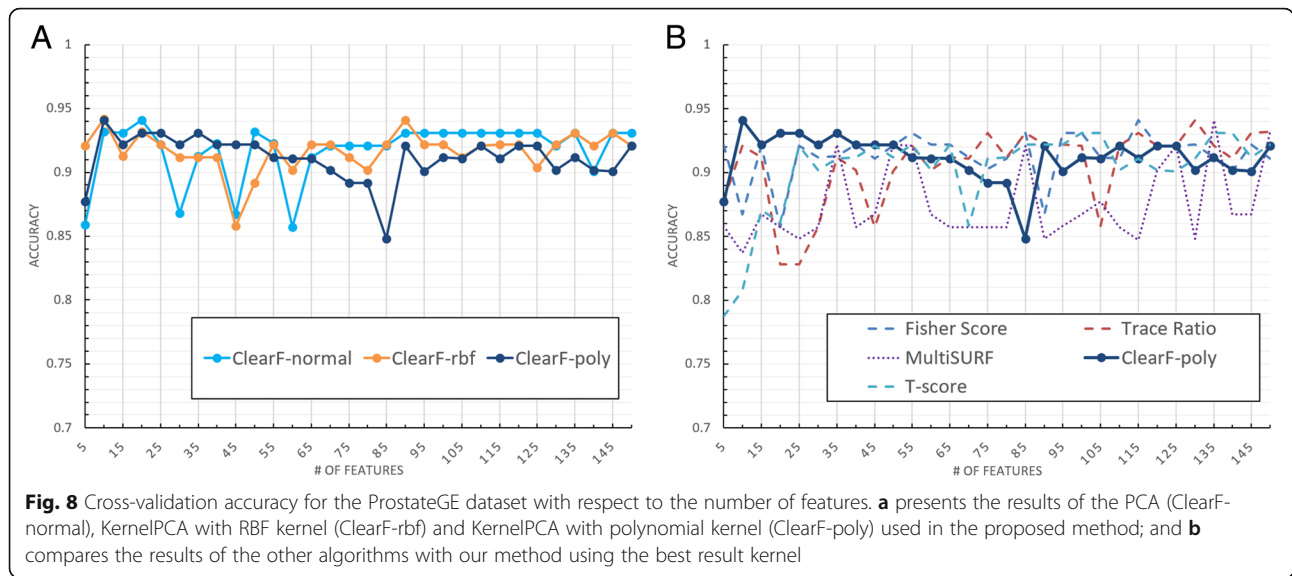 A
1
0.95
0.9
0.85
0.8
0.75
0.7
ACCURACY
ClearF-normal ClearF-rbf ClearF-poly
5 15 25 35 45 55 65 75 85 95 105 115 125 135 145
# OF FEATURES
B
1
0.95
0.9
0.85
0.8
0.75
0.7
ACCURACY
Fisher Score Trace Ratio
MultiSURF ClearF-poly
T-score
5 15 25 35 45 55 65 75 85 95 105 115 125 135 145
# OF FEATURES
Fig. 8 Cross-validation accuracy for the ProstateGE dataset with respect to the number of features. a presents the results of the PCA (ClearF-
normal), KernelPCA with RBF kernel (ClearF-rbf) and KernelPCA with polynomial kernel (ClearF-poly) used in the proposed method; and b
compares the results of the other algorithms with our method using the best result kernel